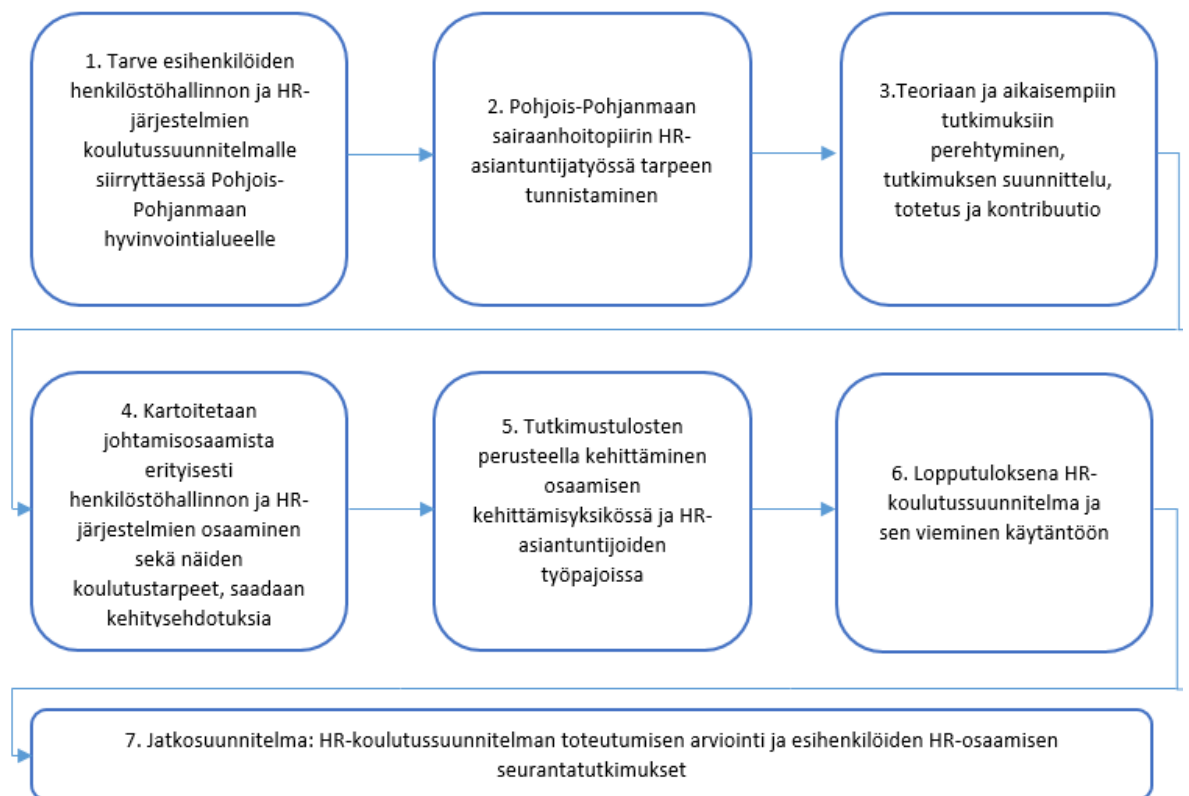 1. Tarve esihenkilöiden
henkilöstöhallinnon ja HR-
järjestelmien
koulutussuunnitelmalle
siirryttäessä Pohjois-
Pohjanmaan
hyvinvointialueelle
2. Pohjois-Pohjanmaan
sairaanhoitopiirin HR-
asiantuntijatyössä tarpeen
tunnistaminen
3.Teoriaan ja aikaisempiin
tutkimuksiin
perehtyminen,
tutkimuksen suunnittelu,
totetus ja kontribuutio
4. Kartoitetaan
johtamisosaamista
erityisesti
henkilöstöhallinnon ja HR-
järjestelmien osaaminen
sekä näiden
koulutustarpeet, saadaan
kehitysehdotuksia
5. Tutkimustulosten
perusteella kehittäminen
osaamisen
kehittämisyksikössä ja HR-
asiantuntijoiden
työpajoissa
6. Lopputuloksena HR-
koulutussuunnitelma ja
sen vieminen käytäntöön
7. Jatkosuunnitelma: HR-koulutussuunnitelman toteutumisen arviointi ja esihenkilöiden HR-osaamisen
seurantatutkimukset